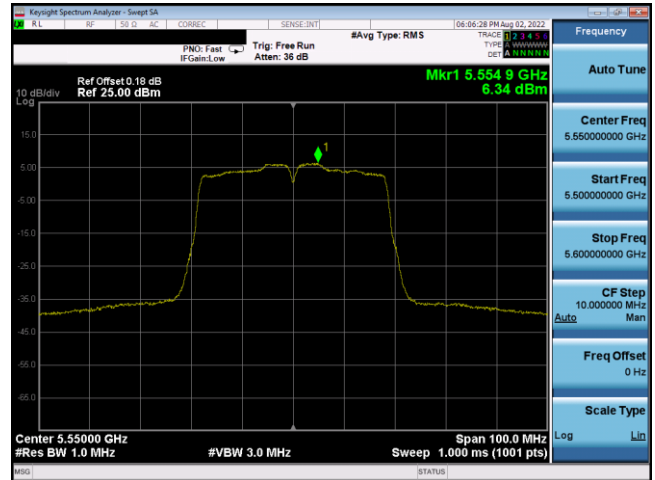 Keysight Spectrum Analyzer - Swept SA
RL RF 50 Ω AC CORREC SENSE:INT 06:06:28 PM Aug 02, 2022
#Avg Type: RMS TRACE 1 2 3 4 5 6
PNO: Fast Trig: Free Run TYPE A WWWWW
IFGain:Low Atten: 36 dB DET A N N N N N
Mkr1 5.554 9 GHz
6.34 dBm
Ref Offset 0.18 dB
10 dB/div Ref 25.00 dBm
Log
15.0
5.00
-5.00
-15.0
-25.0
-35.0
-45.0
-55.0
-65.0
1
Center 5.55000 GHz Span 100.0 MHz
#Res BW 1.0 MHz #VBW 3.0 MHz Sweep 1.000 ms (1001 pts)
MSG STATUS
Frequency
Auto Tune
Center Freq
5.550000000 GHz
Start Freq
5.500000000 GHz
Stop Freq
5.600000000 GHz
CF Step
10.000000 MHz
Auto Man
Freq Offset
0 Hz
Scale Type
Log Lin